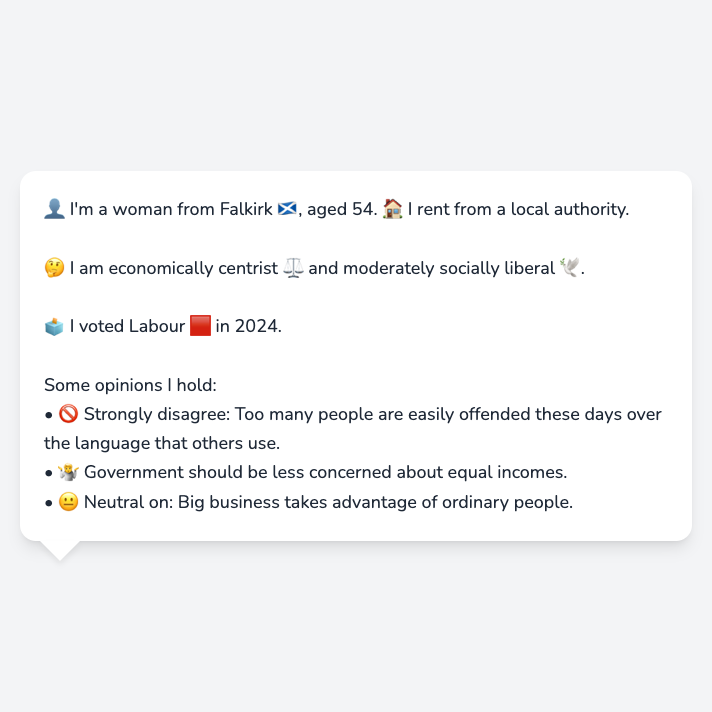 👤 I'm a woman from Falkirk 🏴󠁧󠁢󠁳󠁣󠁴󠁿, aged 54. 🏠 I rent from a local authority.
🤔 I am economically centrist ⚖️ and moderately socially liberal 🕊️.
🗳️ I voted Labour 🟥 in 2024.
Some opinions I hold:
• 🚫 Strongly disagree: Too many people are easily offended these days over
the language that others use.
• 🤷 Government should be less concerned about equal incomes.
• 😐 Neutral on: Big business takes advantage of ordinary people.